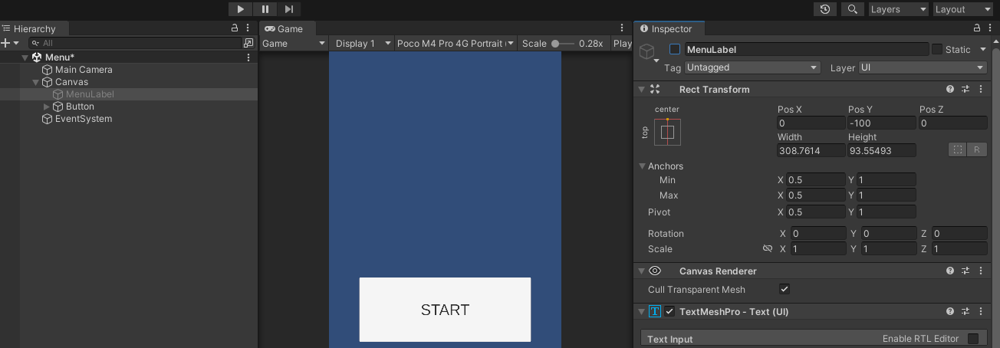 Layers
Layout
Hierarchy
All
Menu*
Main Camera
Canvas
MenuLabel
Button
EventSystem
Game
Game
Display 1
Poco M4 Pro 4G Portrait (
Scale
0.28x
Play
START
Inspector
MenuLabel
Static
Tag
Untagged
Layer
UI
Rect Transform
center
top
Pos X
Pos Y
Pos Z
0
-100
0
Width
Height
308.7614
93.55493
R
Anchors
Min
X 0.5
Y 1
Max
X 0.5
Y 1
Pivot
X 0.5
Y 1
Rotation
X 0
Y 0
Z 0
Scale
X 1
Y 1
Z 1
Canvas Renderer
Cull Transparent Mesh
T
TextMeshPro - Text (UI)
Text Input
Enable RTL Editor